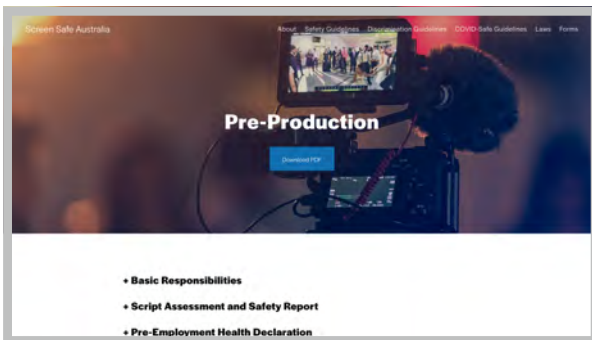 Screen Safe Australia
About Safety Guidelines Discrimination Guidelines COVID-Safe Guidelines Laws Forms
Pre-Production
Download PDF
+ Basic Responsibilities
+ Script Assessment and Safety Report
+ Pre-Employment Health Declaration